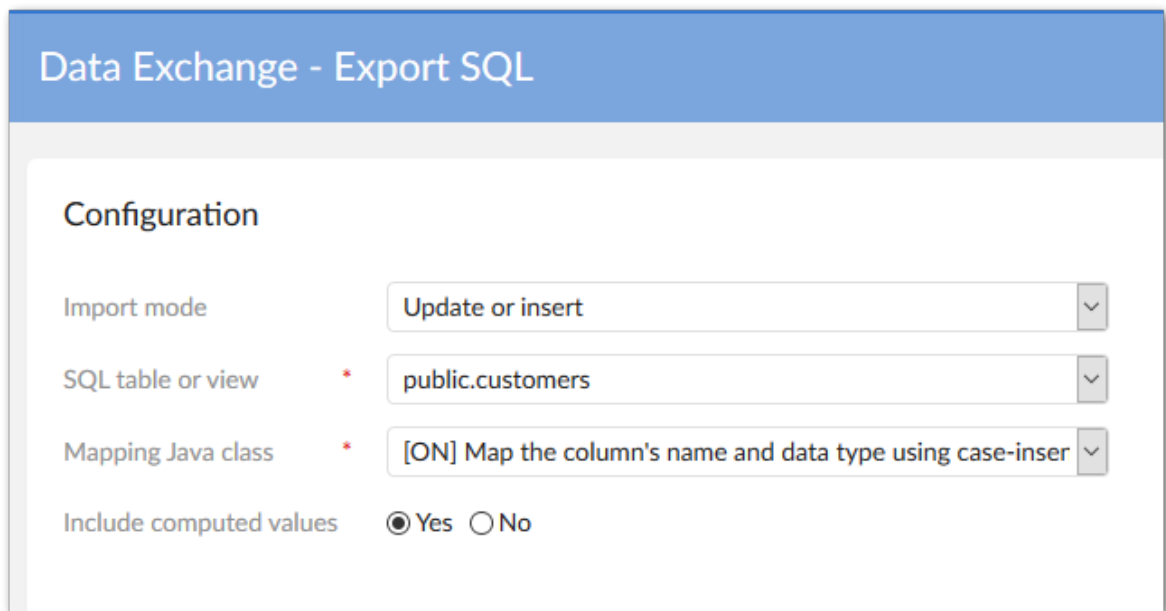 Data Exchange - Export SQL
Configuration
Import mode Update or insert
SQL table or view * public.customers
Mapping Java class * [ON] Map the column's name and data type using case-inser
Include computed values Yes No